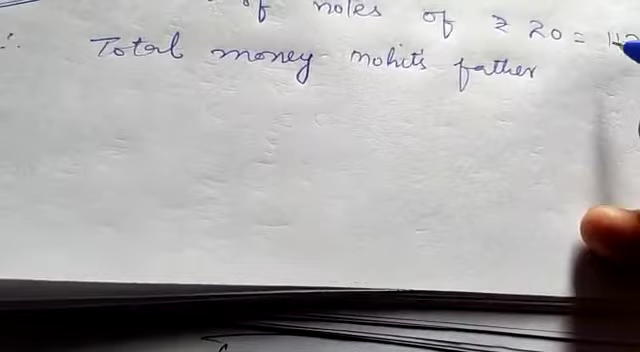 of notes of ₹ 20 =
∴ Total money mohit's father